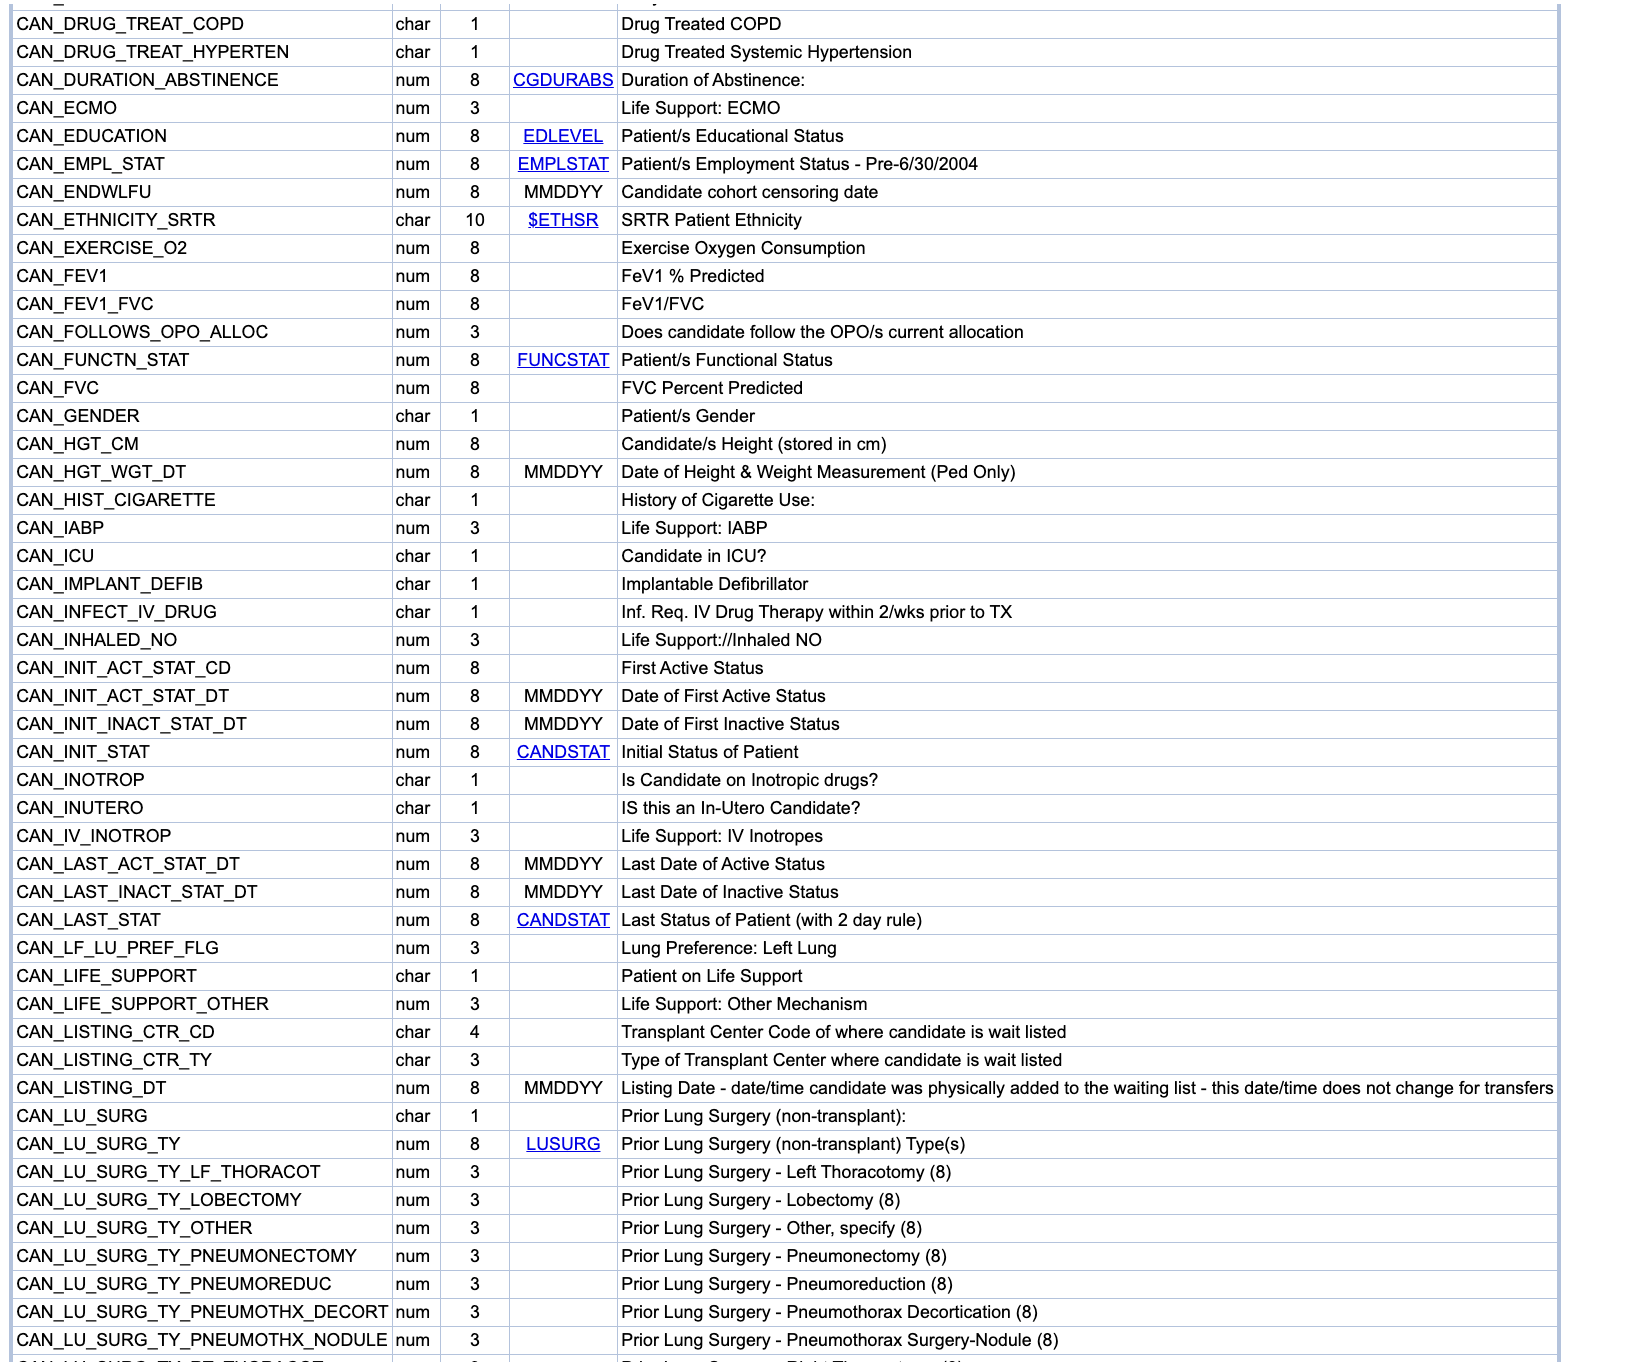 CAN_DRUG_TREAT_COPD char 1 Drug Treated COPD
CAN_DRUG_TREAT_HYPERTEN char 1 Drug Treated Systemic Hypertension
CAN_DURATION_ABSTINENCE num 8 CGDURABS Duration of Abstinence:
CAN_ECMO num 3 Life Support: ECMO
CAN_EDUCATION num 8 EDLEVEL Patient/s Educational Status
CAN_EMPL_STAT num 8 EMPLSTAT Patient/s Employment Status - Pre-6/30/2004
CAN_ENDWLFU num 8 MMDDYY Candidate cohort censoring date
CAN_ETHNICITY_SRTR char 10 $ETHSR SRTR Patient Ethnicity
CAN_EXERCISE_O2 num 8 Exercise Oxygen Consumption
CAN_FEV1 num 8 FeV1 % Predicted
CAN_FEV1_FVC num 8 FeV1/FVC
CAN_FOLLOWS_OPO_ALLOC num 3 Does candidate follow the OPO/s current allocation
CAN_FUNCTN_STAT num 8 FUNCSTAT Patient/s Functional Status
CAN_FVC num 8 FVC Percent Predicted
CAN_GENDER char 1 Patient/s Gender
CAN_HGT_CM num 8 Candidate/s Height (stored in cm)
CAN_HGT_WGT_DT num 8 MMDDYY Date of Height & Weight Measurement (Ped Only)
CAN_HIST_CIGARETTE char 1 History of Cigarette Use:
CAN_IABP num 3 Life Support: IABP
CAN_ICU char 1 Candidate in ICU?
CAN_IMPLANT_DEFIB char 1 Implantable Defibrillator
CAN_INFECT_IV_DRUG char 1 Inf. Req. IV Drug Therapy within 2/wks prior to TX
CAN_INHALED_NO num 3 Life Support://Inhaled NO
CAN_INIT_ACT_STAT_CD num 8 First Active Status
CAN_INIT_ACT_STAT_DT num 8 MMDDYY Date of First Active Status
CAN_INIT_INACT_STAT_DT num 8 MMDDYY Date of First Inactive Status
CAN_INIT_STAT num 8 CANDSTAT Initial Status of Patient
CAN_INOTROP char 1 Is Candidate on Inotropic drugs?
CAN_INUTERO char 1 IS this an In-Utero Candidate?
CAN_IV_INOTROP num 3 Life Support: IV Inotropes
CAN_LAST_ACT_STAT_DT num 8 MMDDYY Last Date of Active Status
CAN_LAST_INACT_STAT_DT num 8 MMDDYY Last Date of Inactive Status
CAN_LAST_STAT num 8 CANDSTAT Last Status of Patient (with 2 day rule)
CAN_LF_LU_PREF_FLG num 3 Lung Preference: Left Lung
CAN_LIFE_SUPPORT char 1 Patient on Life Support
CAN_LIFE_SUPPORT_OTHER num 3 Life Support: Other Mechanism
CAN_LISTING_CTR_CD char 4 Transplant Center Code of where candidate is wait listed
CAN_LISTING_CTR_TY char 3 Type of Transplant Center where candidate is wait listed
CAN_LISTING_DT num 8 MMDDYY Listing Date - date/time candidate was physically added to the waiting list - this date/time does not change for transfers
CAN_LU_SURG char 1 Prior Lung Surgery (non-transplant):
CAN_LU_SURG_TY num 8 LUSURG Prior Lung Surgery (non-transplant) Type(s)
CAN_LU_SURG_TY_LF_THORACOT num 3 Prior Lung Surgery - Left Thoracotomy (8)
CAN_LU_SURG_TY_LOBECTOMY num 3 Prior Lung Surgery - Lobectomy (8)
CAN_LU_SURG_TY_OTHER num 3 Prior Lung Surgery - Other, specify (8)
CAN_LU_SURG_TY_PNEUMONECTOMY num 3 Prior Lung Surgery - Pneumonectomy (8)
CAN_LU_SURG_TY_PNEUMOREDUC num 3 Prior Lung Surgery - Pneumoreduction (8)
CAN_LU_SURG_TY_PNEUMOTHX_DECORT num 3 Prior Lung Surgery - Pneumothorax Decortication (8)
CAN_LU_SURG_TY_PNEUMOTHX_NODULE num 3 Prior Lung Surgery - Pneumothorax Surgery-Nodule (8)